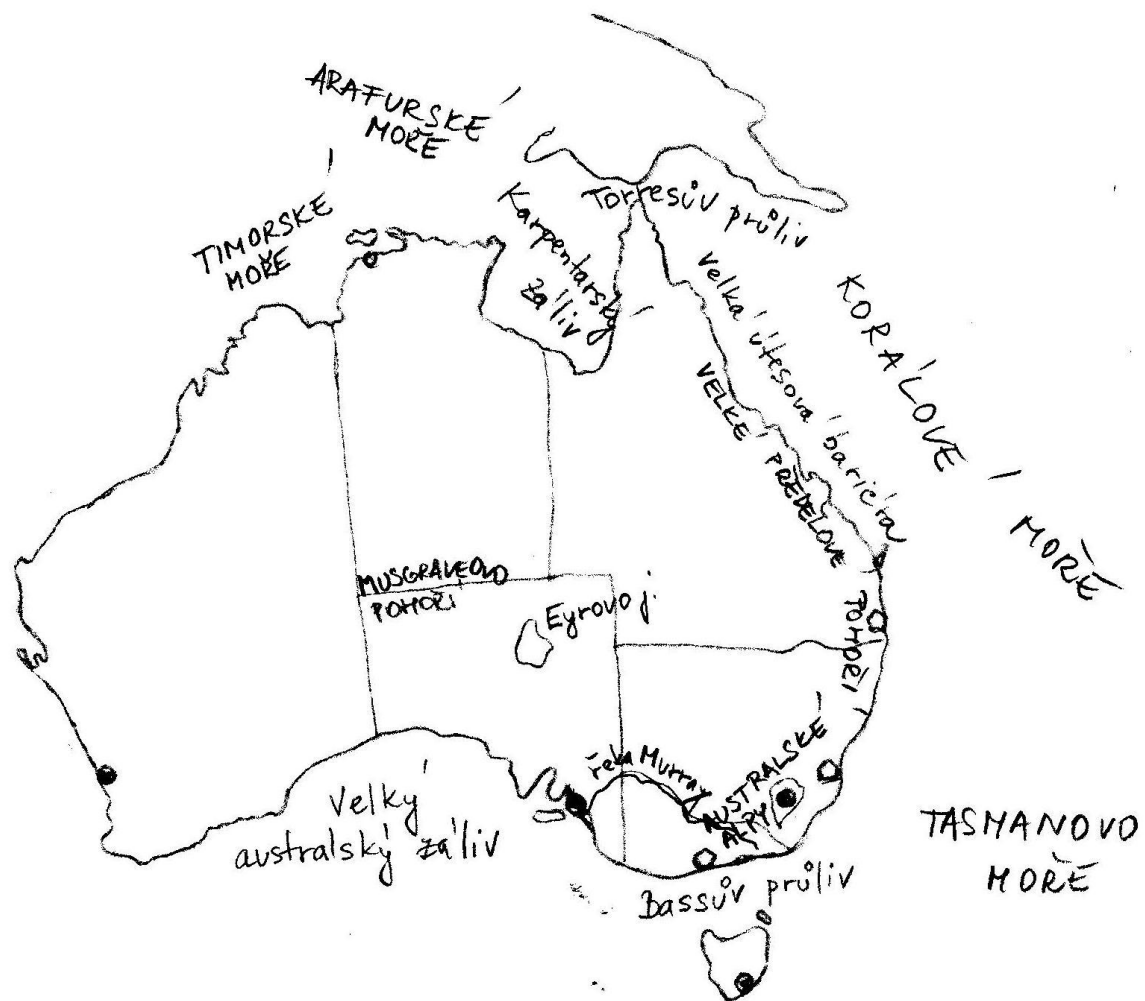 ARAFURSKÉ
MOŘE
TIMORSKÉ
MOŘE
Torresův průliv
Karpentarský
záliv
Velká útesová bariéra
KORÁLOVÉ MOŘE
VELKÉ PŘEDĚLOVÉ POHOŘÍ
MUSGRAVEOVO
POHOŘÍ
Eyrovo j.
řeka Murray
AUSTRALSKÉ
ALPY
Velký
australský záliv
TASMANOVO
MOŘE
Bassův průliv